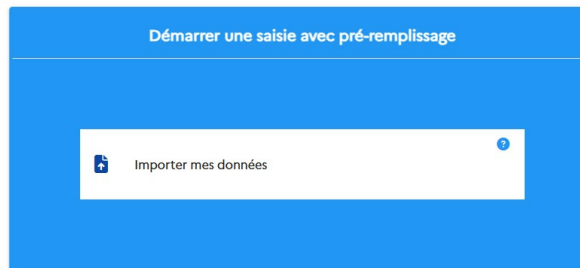 Démarrer une saisie avec pré-remplissage
?
Importer mes données